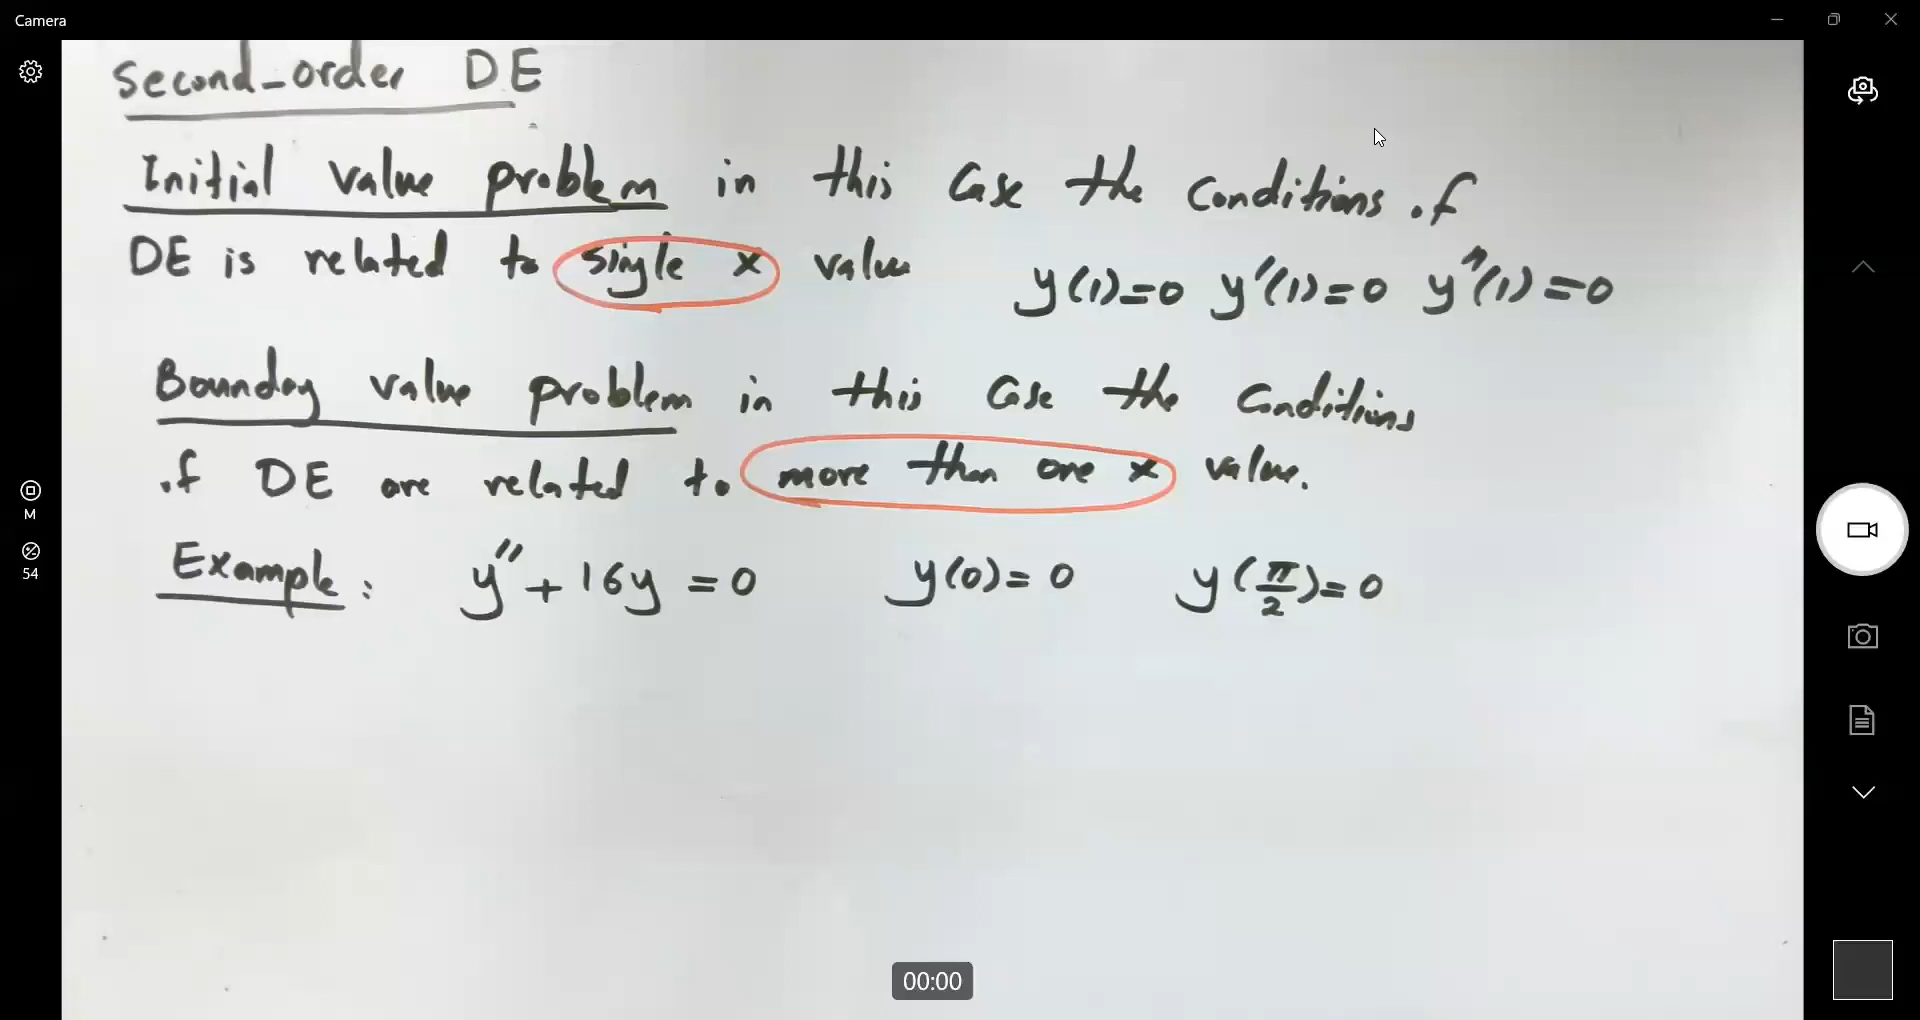 Camera
Second-order DE
Initial value problem in this case the conditions of
DE is related to single x value y(1)=0 y'(1)=0 y''(1)=0
Boundary value problem in this case the conditions
of DE are related to more than one x value.
Example: y'' + 16y = 0 y(0)=0 y(π/2)=0
M
54
00:00